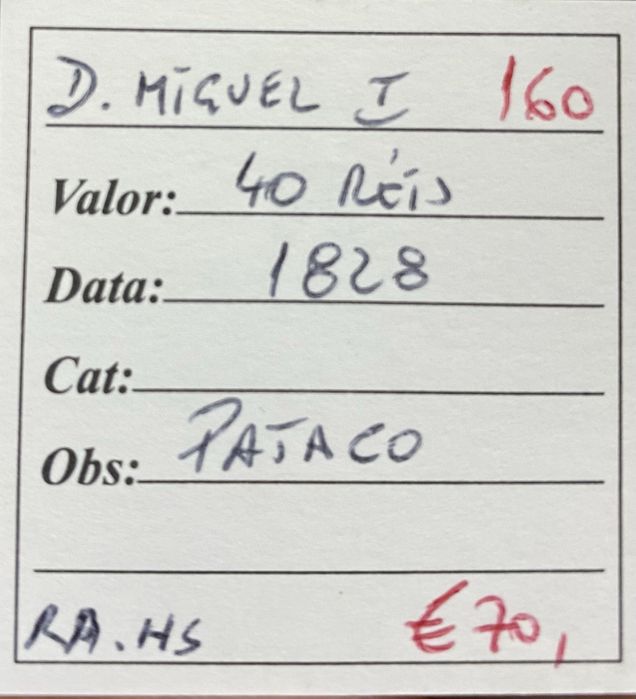 D. MIGUEL I 160
Valor: 40 RÉIS
Data: 1828
Cat:
Obs: PATACO
RA.HS €70,